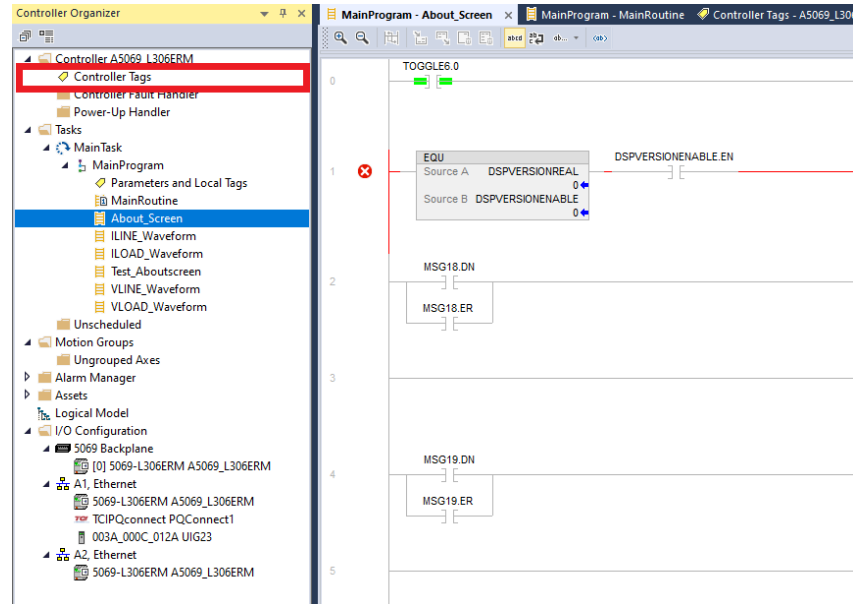 Controller Organizer
MainProgram - About_Screen
MainProgram - MainRoutine
Controller Tags - A5069_L30
Controller A5069_L306ERM
Controller Tags
Controller Fault Handler
Power-Up Handler
Tasks
MainTask
MainProgram
Parameters and Local Tags
MainRoutine
About_Screen
ILINE_Waveform
ILOAD_Waveform
Test_Aboutscreen
VLINE_Waveform
VLOAD_Waveform
Unscheduled
Motion Groups
Ungrouped Axes
Alarm Manager
Assets
Logical Model
I/O Configuration
5069 Backplane
[0] 5069-L306ERM A5069_L306ERM
A1, Ethernet
5069-L306ERM A5069_L306ERM
TCIPQconnect PQConnect1
003A_000C_012A UIG23
A2, Ethernet
5069-L306ERM A5069_L306ERM
abcd
ab...
<ab>
TOGGLE6.0
0
EQU
Source A DSPVERSIONREAL
0
Source B DSPVERSIONENABLE
0
DSPVERSIONENABLE.EN
1
MSG18.DN
2
MSG18.ER
3
MSG19.DN
4
MSG19.ER
5